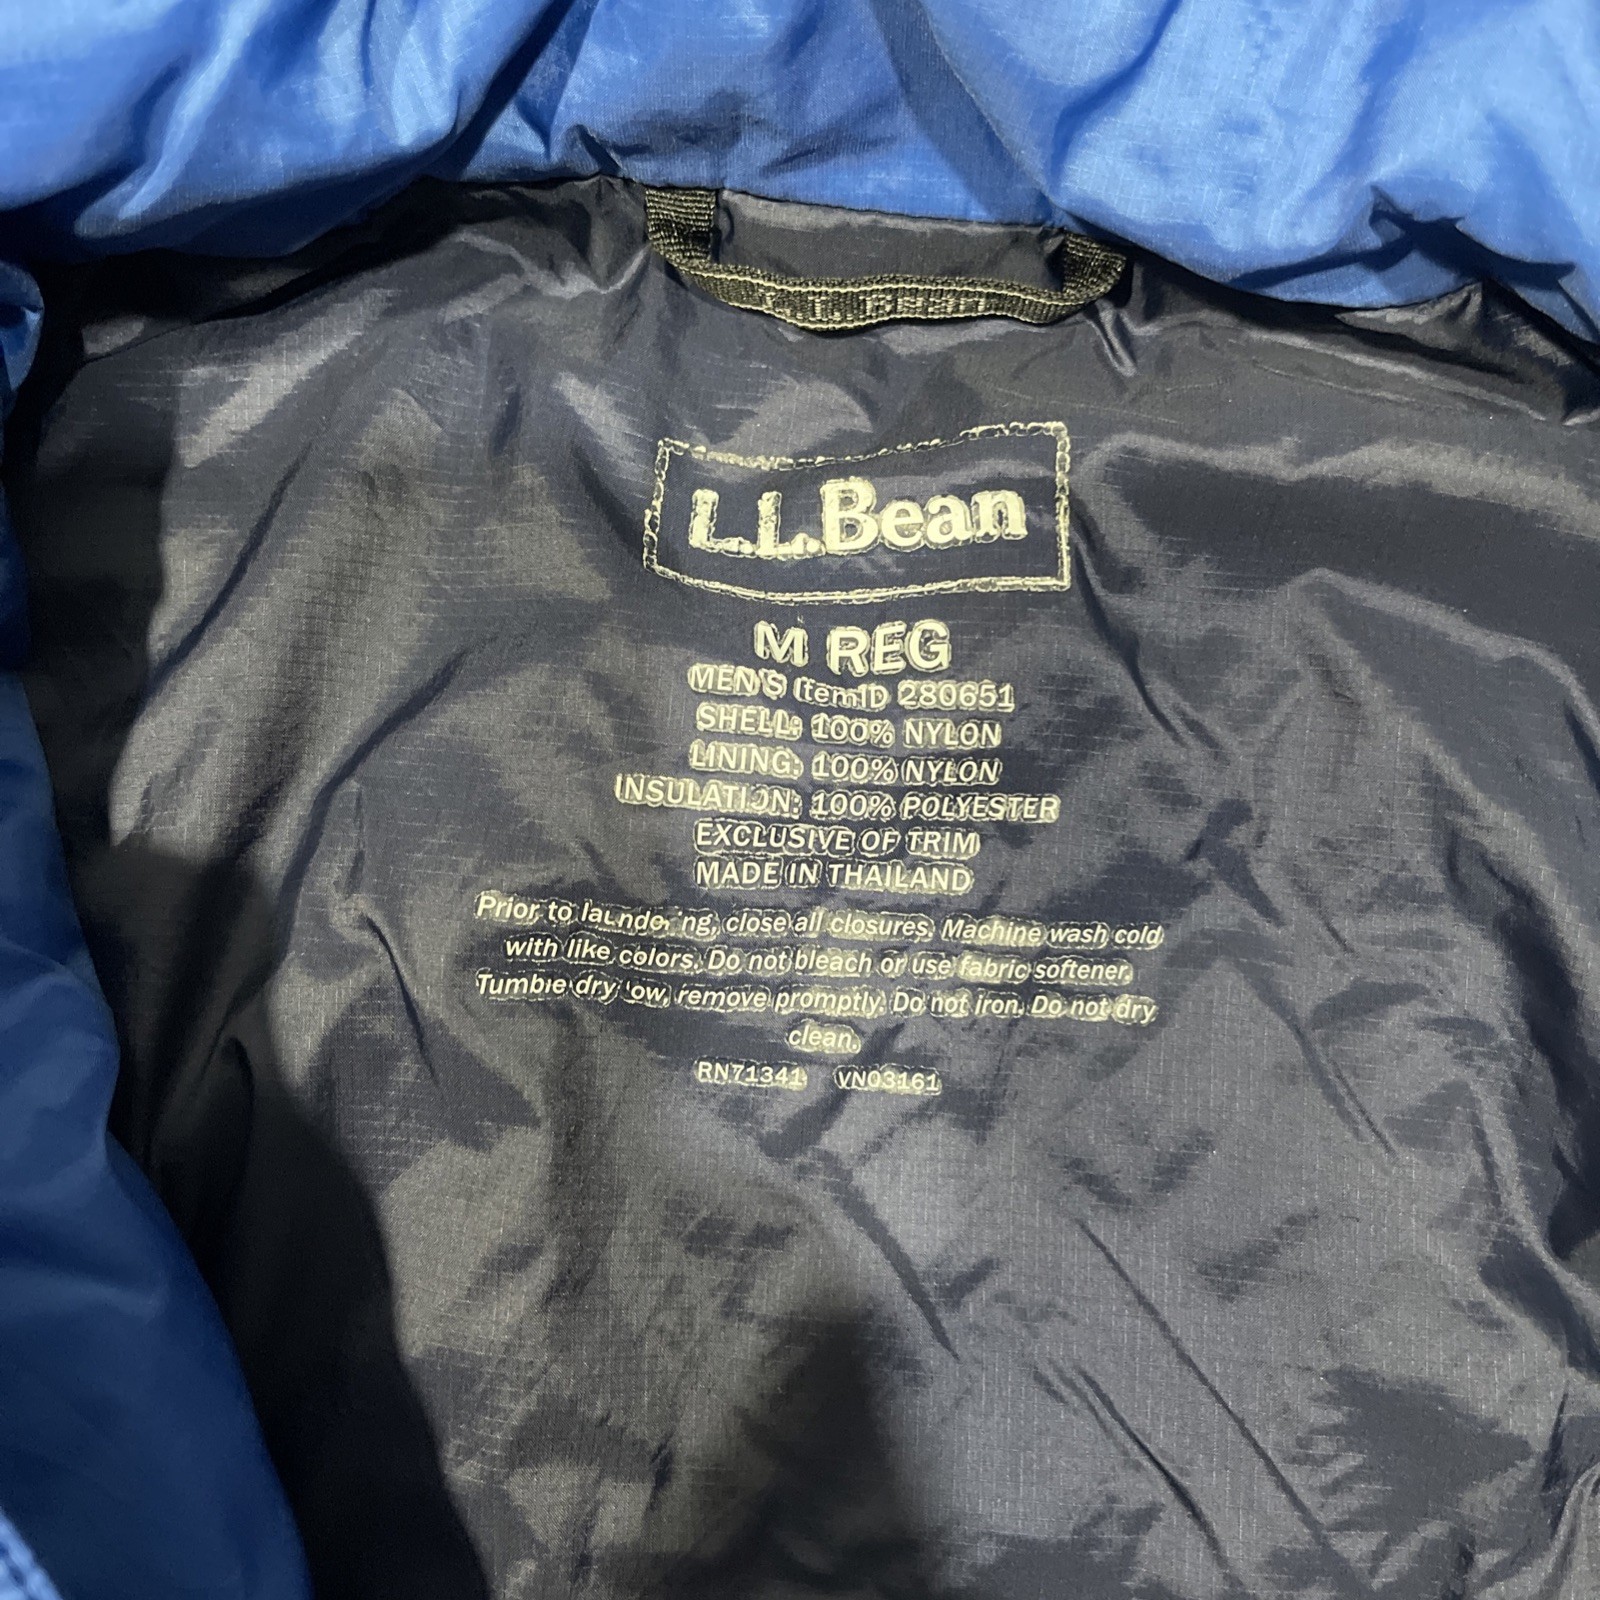 L.L.Bean
L.L.Bean
M REG
MEN'S ItemID 280651
SHELL: 100% NYLON
LINING: 100% NYLON
INSULATION: 100% POLYESTER
EXCLUSIVE OF TRIM
MADE IN THAILAND
Prior to laundering, close all closures. Machine wash cold
with like colors. Do not bleach or use fabric softener.
Tumble dry low, remove promptly. Do not iron. Do not dry
clean.
RN71341 VN03161